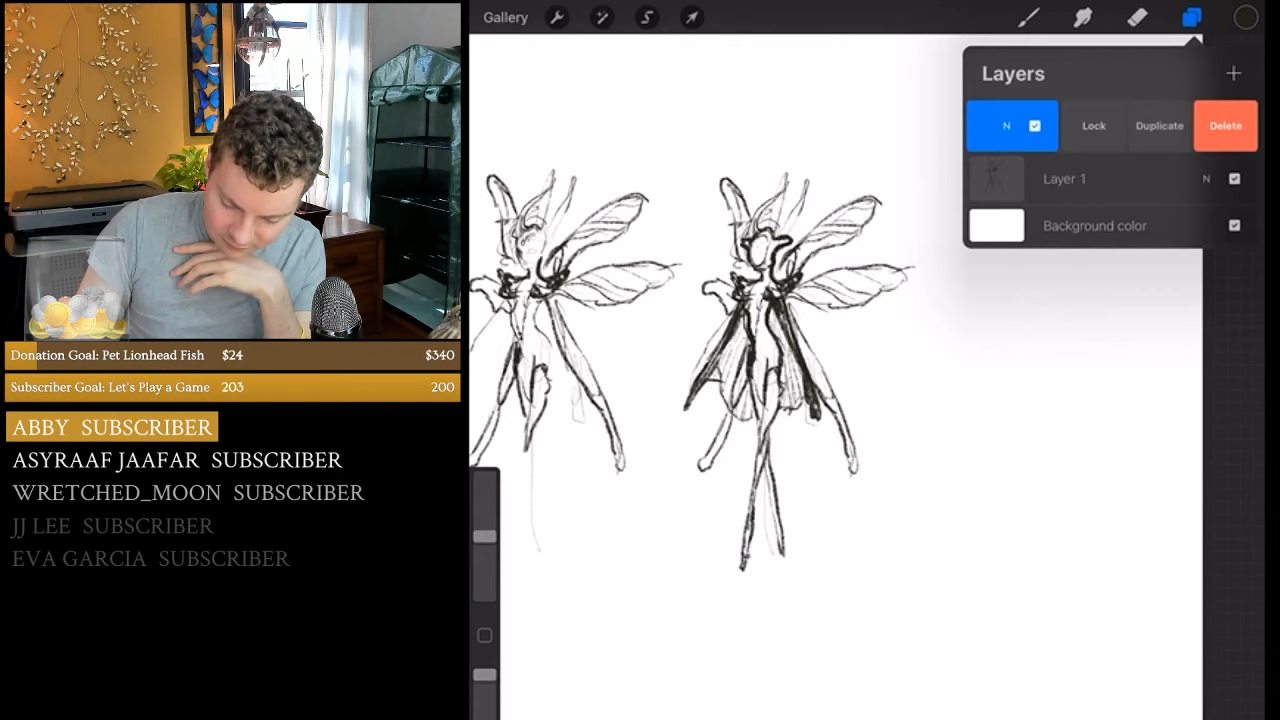 Gallery
Layers
N Lock Duplicate Delete
Layer 1 N
Background color
Donation Goal: Pet Lionhead Fish $24 $340
Subscriber Goal: Let's Play a Game 203 200
ABBY SUBSCRIBER
ASYRAAF JAAFAR SUBSCRIBER
WRETCHED_MOON SUBSCRIBER
JJ LEE SUBSCRIBER
EVA GARCIA SUBSCRIBER